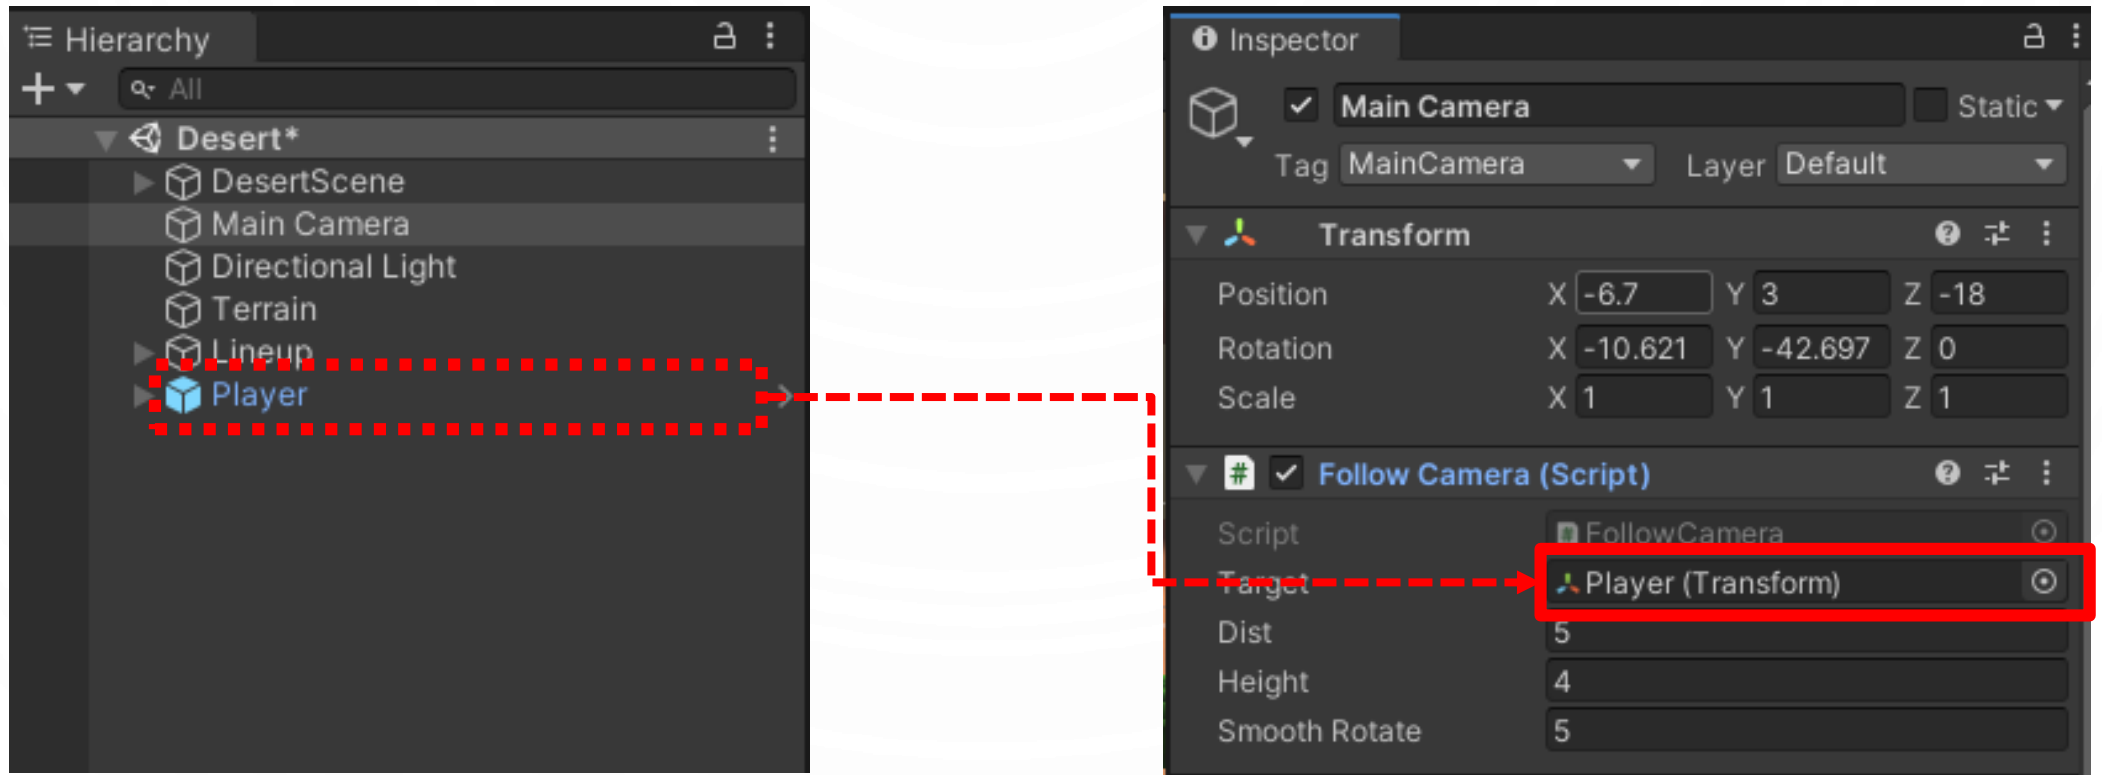 Hierarchy
All
Desert*
DesertScene
Main Camera
Directional Light
Terrain
Lineup
Player
Inspector
Main Camera Static
Tag MainCamera Layer Default
Transform
Position X -6.7 Y 3 Z -18
Rotation X -10.621 Y -42.697 Z 0
Scale X 1 Y 1 Z 1
# Follow Camera (Script)
Script # FollowCamera
Target Player (Transform)
Dist 5
Height 4
Smooth Rotate 5